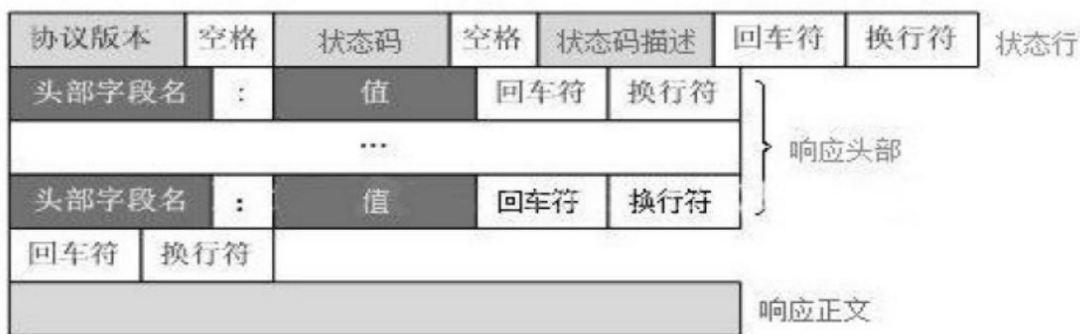 协议版本 空格 状态码 空格 状态码描述 回车符 换行符 状态行
头部字段名 : 值 回车符 换行符
...
响应头部
头部字段名 : 值 回车符 换行符
回车符 换行符
响应正文